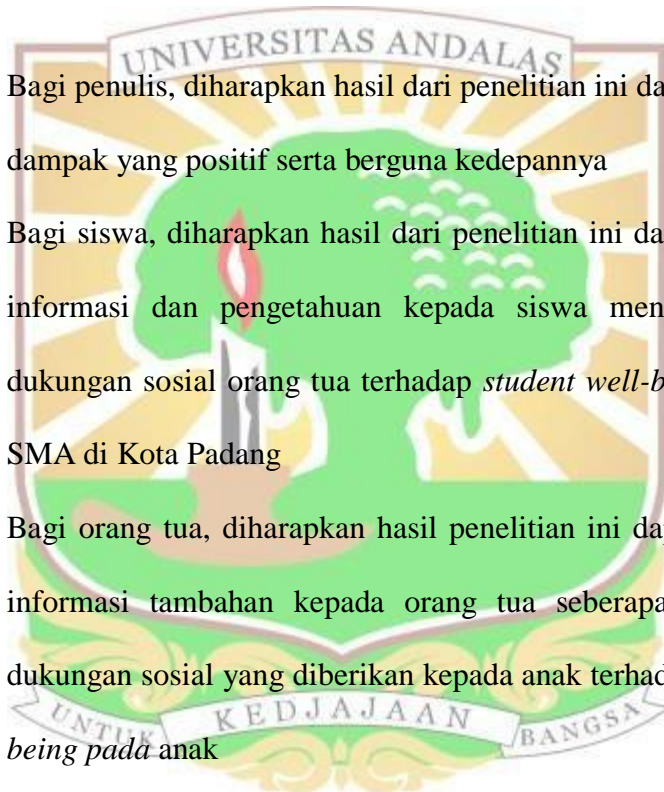 UNIVERSITAS ANDALAS
Bagi penulis, diharapkan hasil dari penelitian ini da
dampak yang positif serta berguna kedepannya
Bagi siswa, diharapkan hasil dari penelitian ini da
informasi dan pengetahuan kepada siswa men
dukungan sosial orang tua terhadap student well-b
SMA di Kota Padang
Bagi orang tua, diharapkan hasil penelitian ini da
informasi tambahan kepada orang tua seberapa
dukungan sosial yang diberikan kepada anak terhad
UNTUK KEDJAJAAN BANGSA
being pada anak